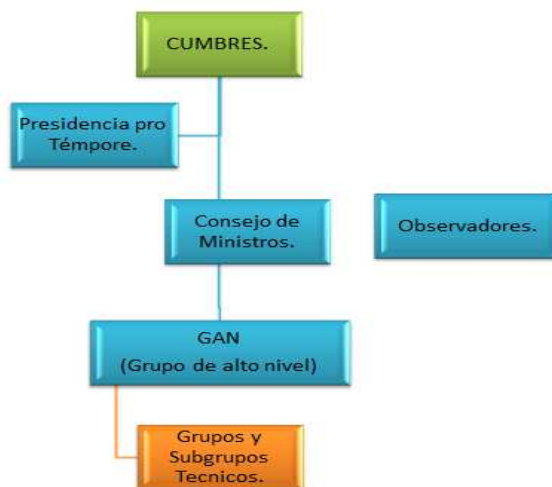 CUMBRES.
Presidencia pro
Témpore.
Consejo de
Ministros.
Observadores.
GAN
(Grupo de alto nivel)
Grupos y
Subgrupos
Tecnicos.